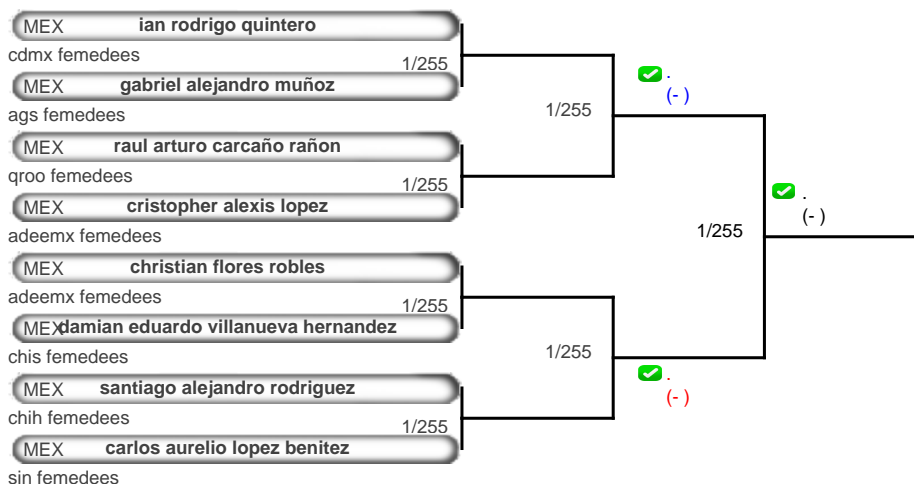 MEX ian rodrigo quintero
cdmx femedees
1/255
MEX gabriel alejandro muñoz
ags femedees
1/255
✅ .
(- )
MEX raul arturo carcaño rañon
qroo femedees
1/255
MEX cristopher alexis lopez
adeemx femedees
✅ .
(- )
1/255
MEX christian flores robles
adeemx femedees
1/255
MEX damian eduardo villanueva hernandez
chis femedees
1/255
✅ .
(- )
MEX santiago alejandro rodriguez
chih femedees
1/255
MEX carlos aurelio lopez benitez
sin femedees